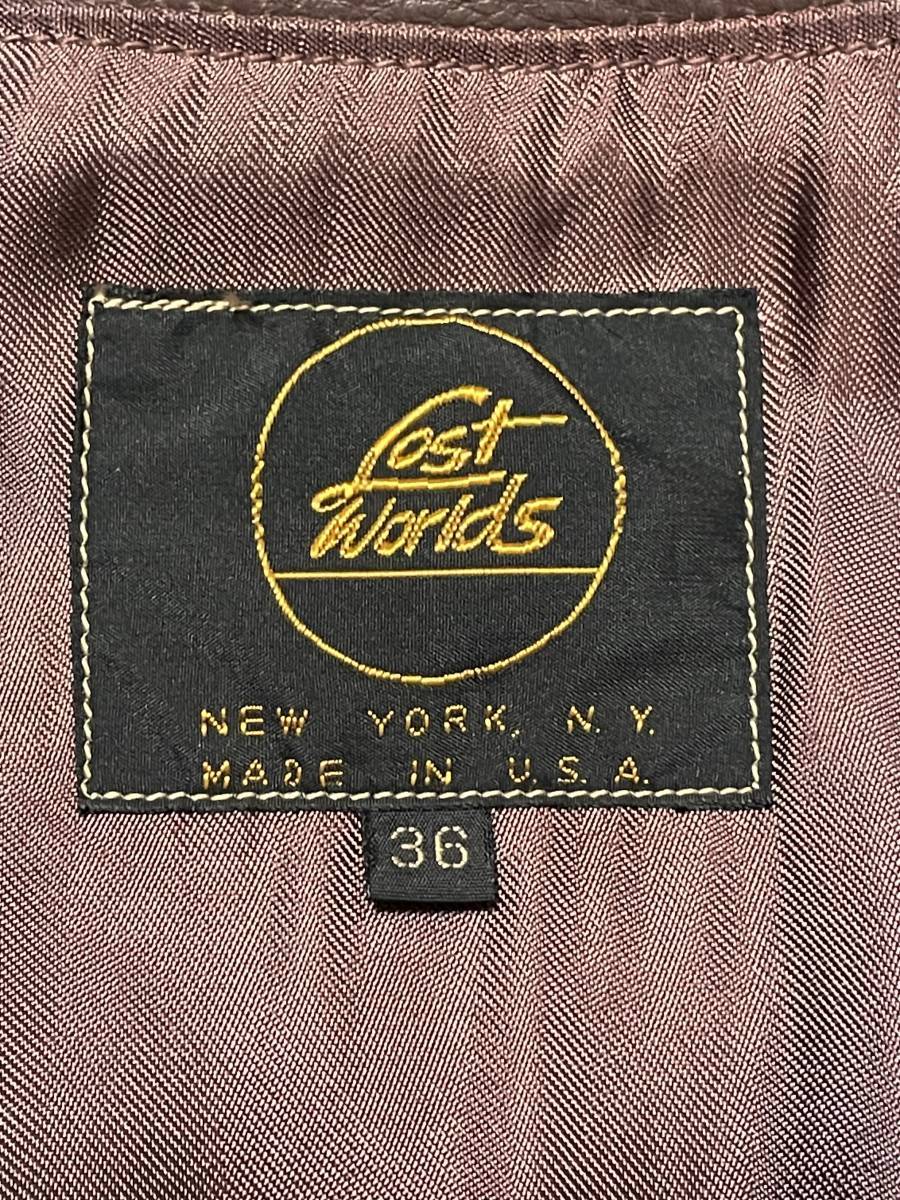 Lost
Worlds
NEW YORK, N.Y.
MADE IN U.S.A.
36